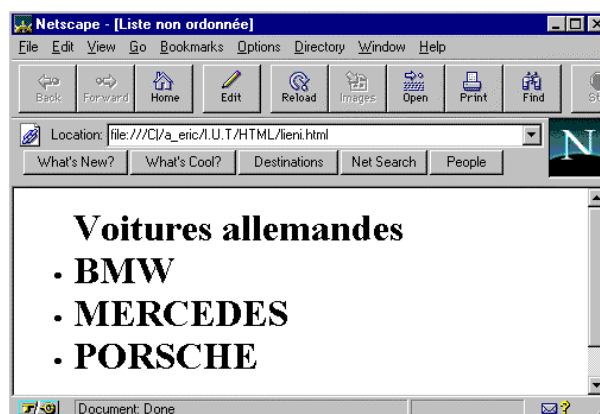 Netscape - [Liste non ordonnée]
File Edit View Go Bookmarks Options Directory Window Help
Back Forward Home Edit Reload Images Open Print Find
Location: file:///C|/a_eric/I.U.T/HTML/lieni.html
N
What's New? What's Cool? Destinations Net Search People
Voitures allemandes
• BMW
• MERCEDES
• PORSCHE
Document: Done